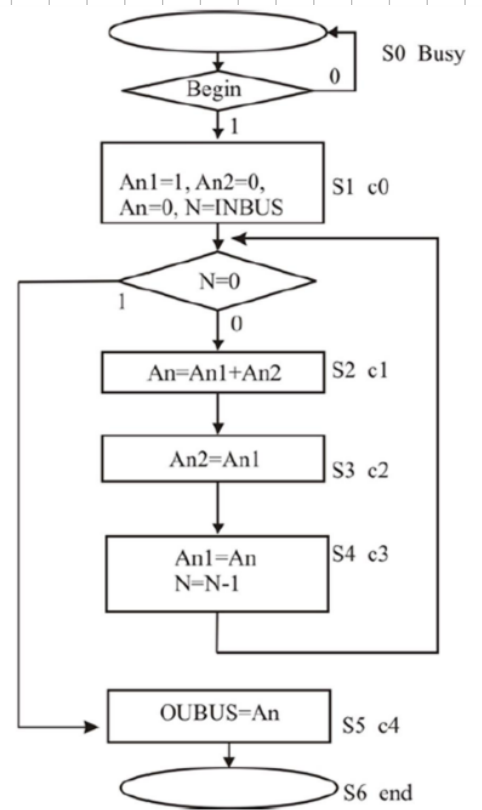 S0 Busy
0
Begin
1
An1=1, An2=0,
An=0, N=INBUS
S1 c0
N=0
1
0
An=An1+An2
S2 c1
An2=An1
S3 c2
An1=An
N=N-1
S4 c3
OUBUS=An
S5 c4
S6 end